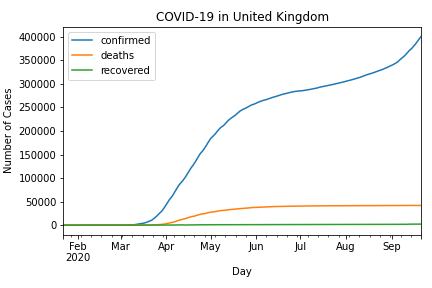 COVID-19 in United Kingdom
confirmed
deaths
recovered
Number of Cases
400000
350000
300000
250000
200000
150000
100000
50000
0
Feb Mar Apr May Jun Jul Aug Sep
2020
Day